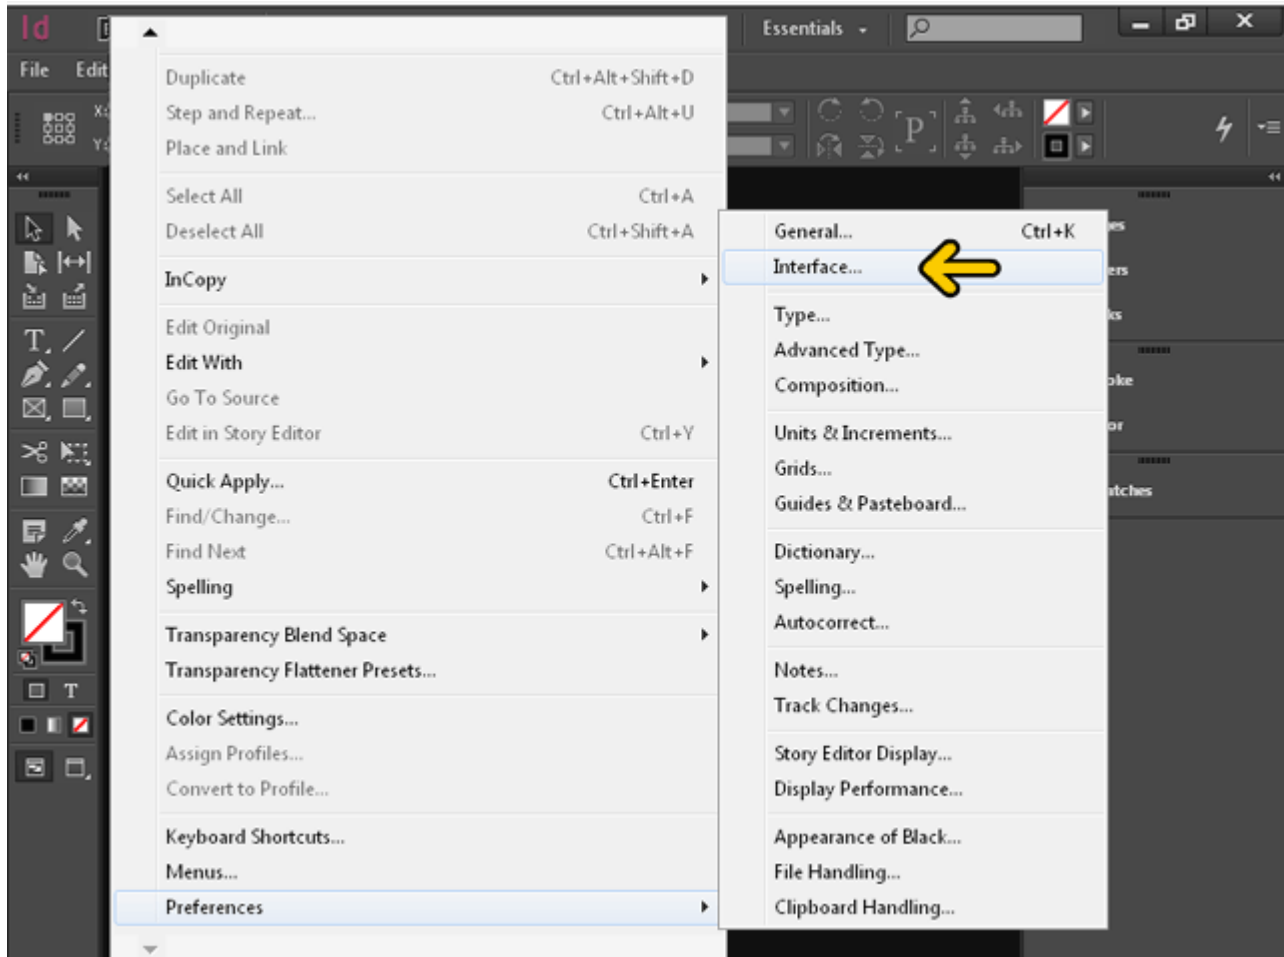 Id
Essentials
File Edit
Duplicate Ctrl+Alt+Shift+D
Step and Repeat... Ctrl+Alt+U
Place and Link
Select All Ctrl+A
Deselect All Ctrl+Shift+A
InCopy
Edit Original
Edit With
Go To Source
Edit in Story Editor Ctrl+Y
Quick Apply... Ctrl+Enter
Find/Change... Ctrl+F
Find Next Ctrl+Alt+F
Spelling
Transparency Blend Space
Transparency Flattener Presets...
Color Settings...
Assign Profiles...
Convert to Profile...
Keyboard Shortcuts...
Menus...
Preferences
General... Ctrl+K
Interface...
Type...
Advanced Type...
Composition...
Units & Increments...
Grids...
Guides & Pasteboard...
Dictionary...
Spelling...
Autocorrect...
Notes...
Track Changes...
Story Editor Display...
Display Performance...
Appearance of Black...
File Handling...
Clipboard Handling...